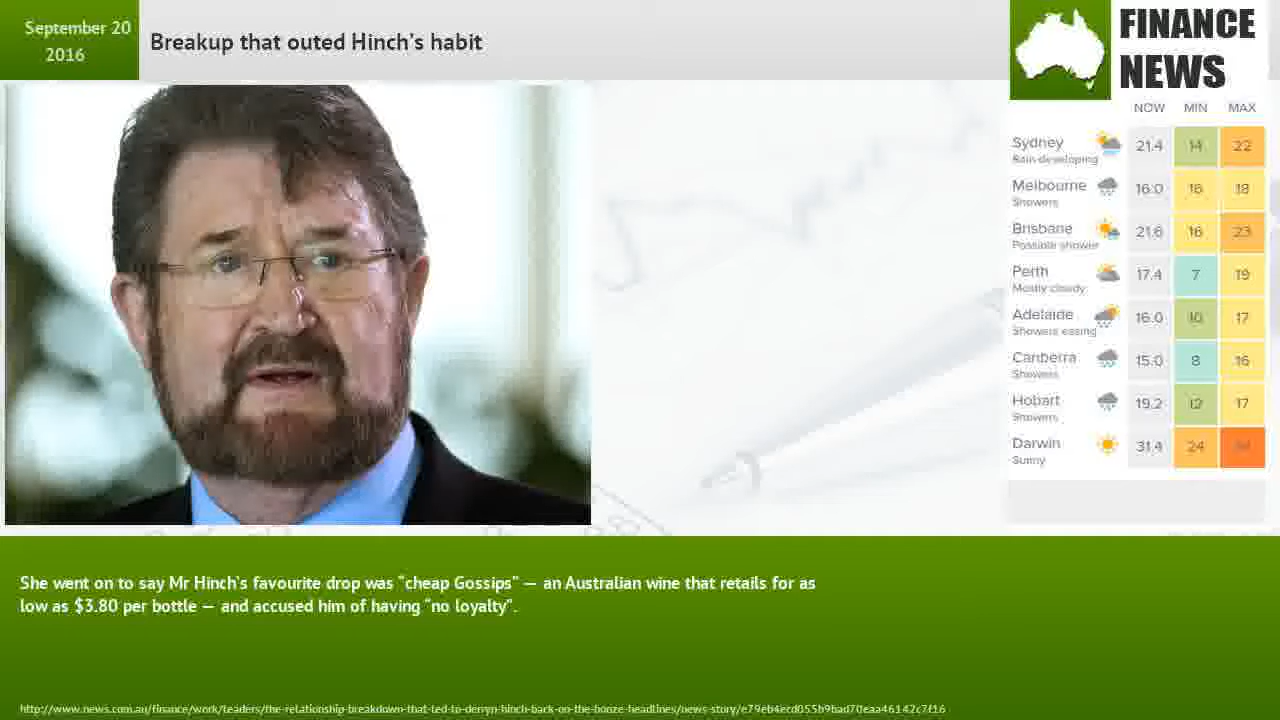 September 20
2016
Breakup that outed Hinch's habit
FINANCE
NEWS
NOW MIN MAX
Sydney 21.4 14 22
Rain developing
Melbourne 16.0 16 18
Showers
Brisbane 21.6 16 23
Possible shower
Perth 17.4 7 19
Mostly cloudy
Adelaide 16.0 10 17
Showers easing
Canberra 15.0 8 16
Showers
Hobart 19.2 12 17
Showers
Darwin 31.4 24
Sunny
She went on to say Mr Hinch's favourite drop was "cheap Gossips" — an Australian wine that retails for as
low as $3.80 per bottle — and accused him of having "no loyalty".